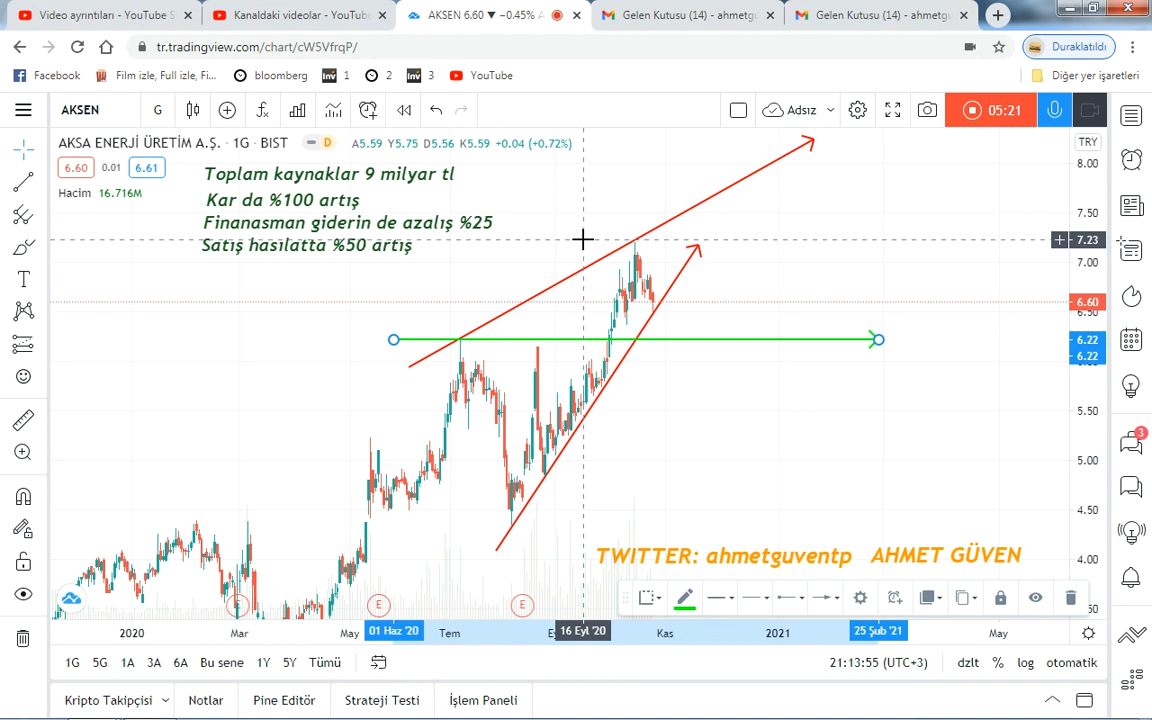 Video ayrıntıları - YouTube S
Kanaldaki videolar - YouTube
AKSEN 6.60 ▼ −0.45% A
Gelen Kutusu (14) - ahmetgu
Gelen Kutusu (14) - ahmetgu
tr.tradingview.com/chart/cW5VfrqP/
Duraklatıldı
Facebook
Film izle, Full izle, Fi...
bloomberg
1
2
3
YouTube
Diğer yer işaretleri
AKSEN
G
Adsız
05:21
AKSA ENERJİ ÜRETİM A.Ş. · 1G · BIST
D
A5.59 Y5.75 D5.56 K5.59 +0.04 (+0.72%)
TRY
6.60
0.01
6.61
Hacim 16.716M
Toplam kaynaklar 9 milyar tl
Kar da %100 artış
Finanasman giderin de azalış %25
Satış hasılatta %50 artış
8.00
7.50
7.23
7.00
6.60
6.50
6.22
6.22
5.50
5.00
4.50
4.00
3
TWITTER: ahmetguventp AHMET GÜVEN
E
E
E
2020
Mar
May
01 Haz '20
Tem
16 Eyl '20
Kas
2021
25 Şub '21
May
1G
5G
1A
3A
6A
Bu sene
1Y
5Y
Tümü
21:13:55 (UTC+3)
dzlt
%
log
otomatik
Kripto Takipçisi
Notlar
Pine Editör
Strateji Testi
İşlem Paneli